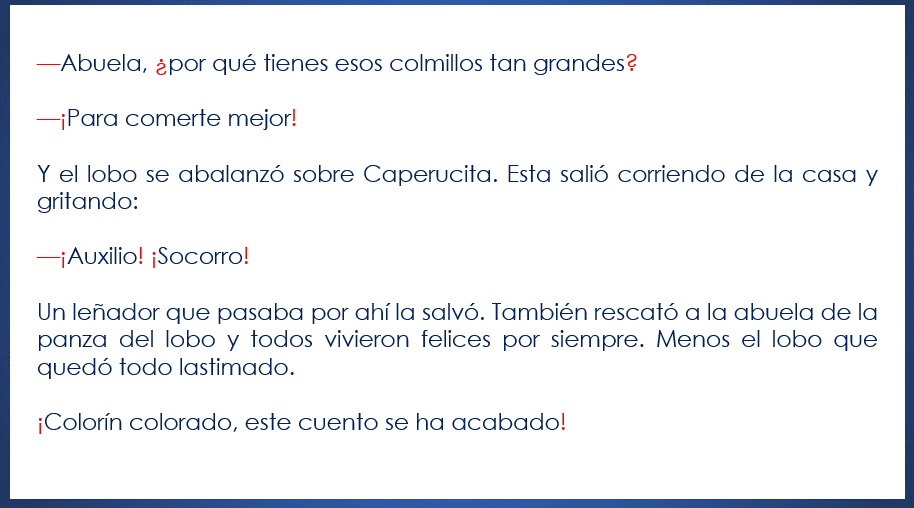 —Abuela, ¿por qué tienes esos colmillos tan grandes?
—¡Para comerte mejor!
Y el lobo se abalanzó sobre Caperucita. Esta salió corriendo de la casa y
gritando:
—¡Auxilio! ¡Socorro!
Un leñador que pasaba por ahí la salvó. También rescató a la abuela de la
panza del lobo y todos vivieron felices por siempre. Menos el lobo que
quedó todo lastimado.
¡Colorín colorado, este cuento se ha acabado!